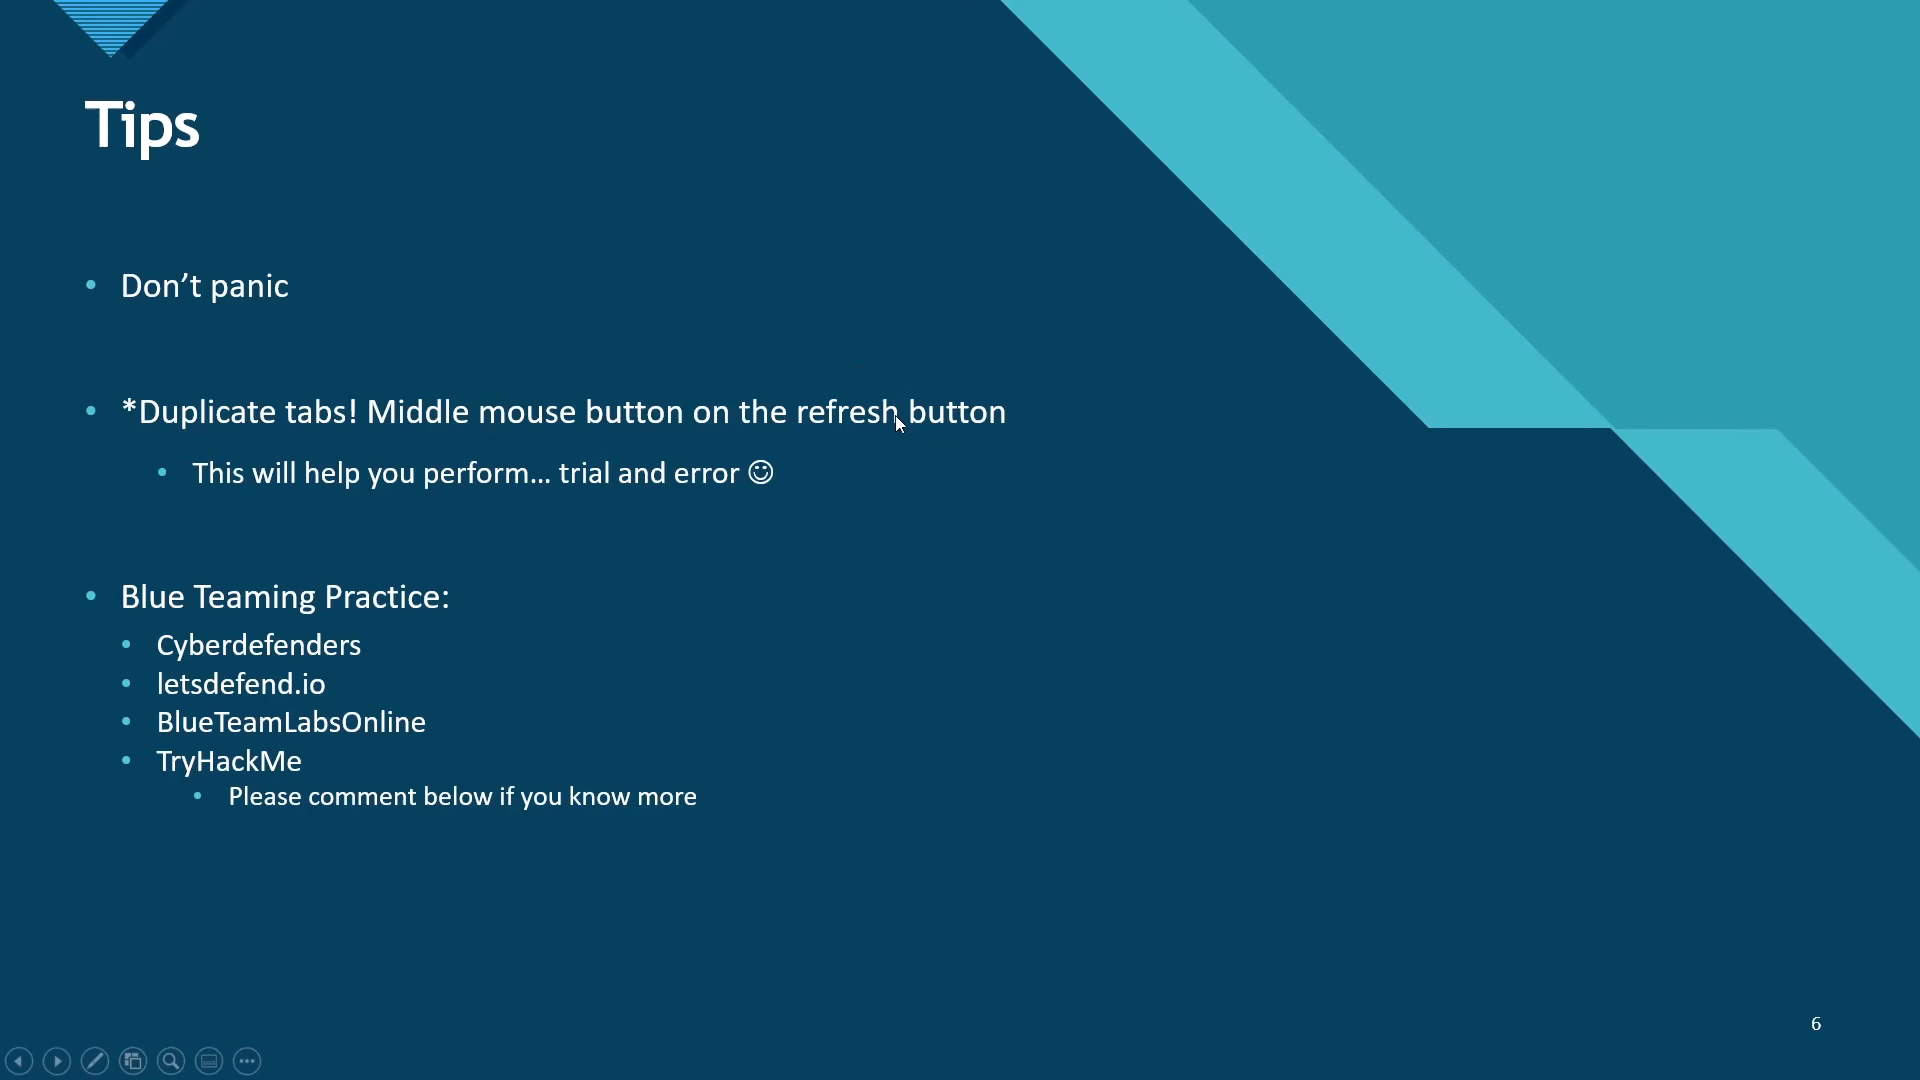 Tips
• Don’t panic
• *Duplicate tabs! Middle mouse button on the refresh button
• This will help you perform... trial and error ☺
• Blue Teaming Practice:
• Cyberdefenders
• letsdefend.io
• BlueTeamLabsOnline
• TryHackMe
• Please comment below if you know more
6